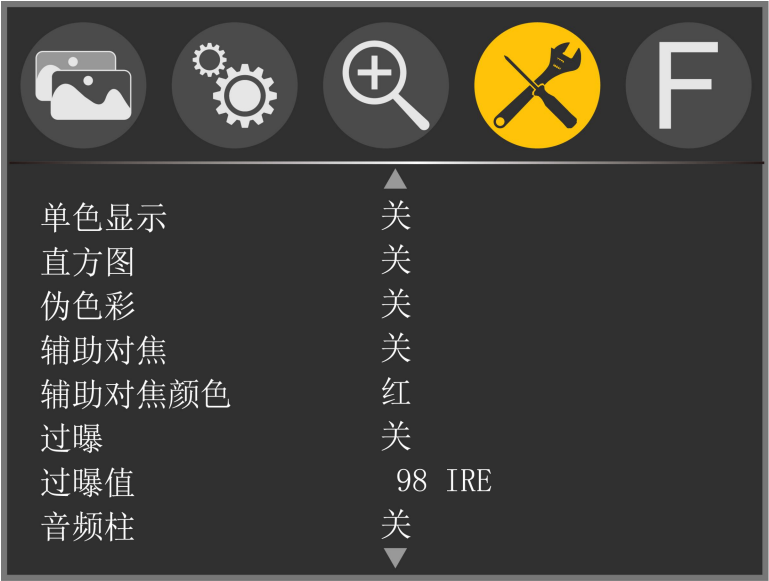 F
单色显示 关
直方图 关
伪色彩 关
辅助对焦 关
辅助对焦颜色 红
过曝 关
过曝值 98 IRE
音频柱 关